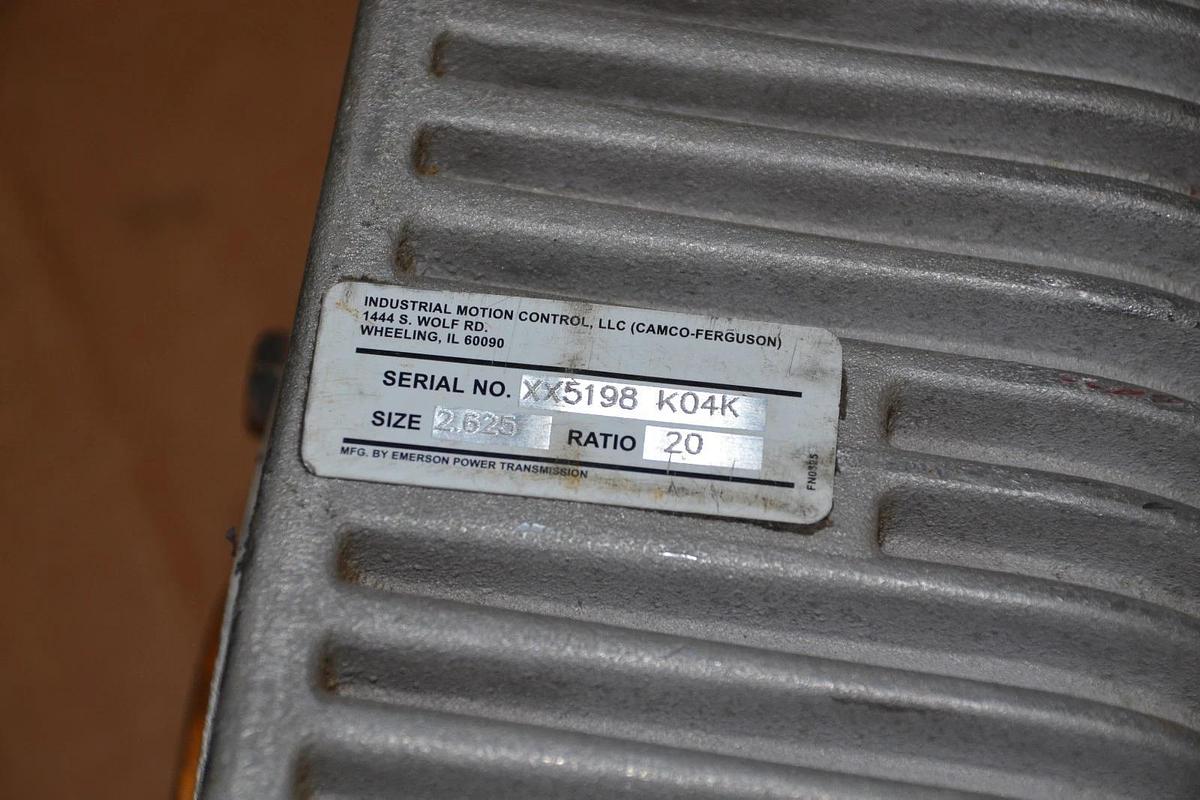 INDUSTRIAL MOTION CONTROL, LLC (CAMCO-FERGUSON)
1444 S. WOLF RD.
WHEELING, IL 60090
SERIAL NO. XX5198 K04K
SIZE 2.625 RATIO 20
MFG. BY EMERSON POWER TRANSMISSION